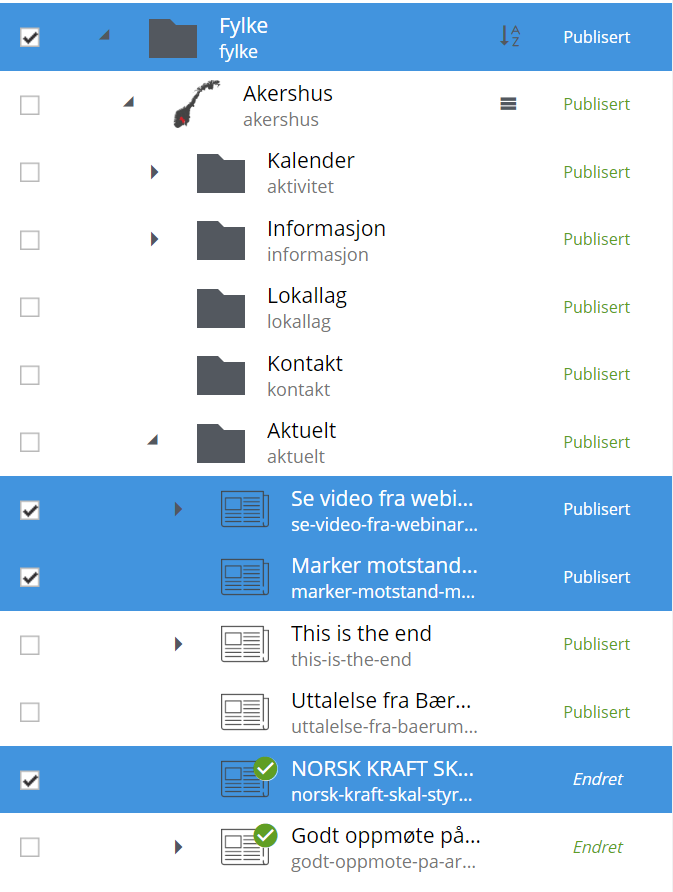 Fylke
fylke
Publisert
Akershus
akershus
Publisert
Kalender
aktivitet
Publisert
Informasjon
informasjon
Publisert
Lokallag
lokallag
Publisert
Kontakt
kontakt
Publisert
Aktuelt
aktuelt
Publisert
Se video fra webi...
se-video-fra-webinar...
Publisert
Marker motstand...
marker-motstand-m...
Publisert
This is the end
this-is-the-end
Publisert
Uttalelse fra Bær...
uttalelse-fra-baerum...
Publisert
NORSK KRAFT SK...
norsk-kraft-skal-styr...
Endret
Godt oppmøte på...
godt-oppmote-pa-ar...
Endret